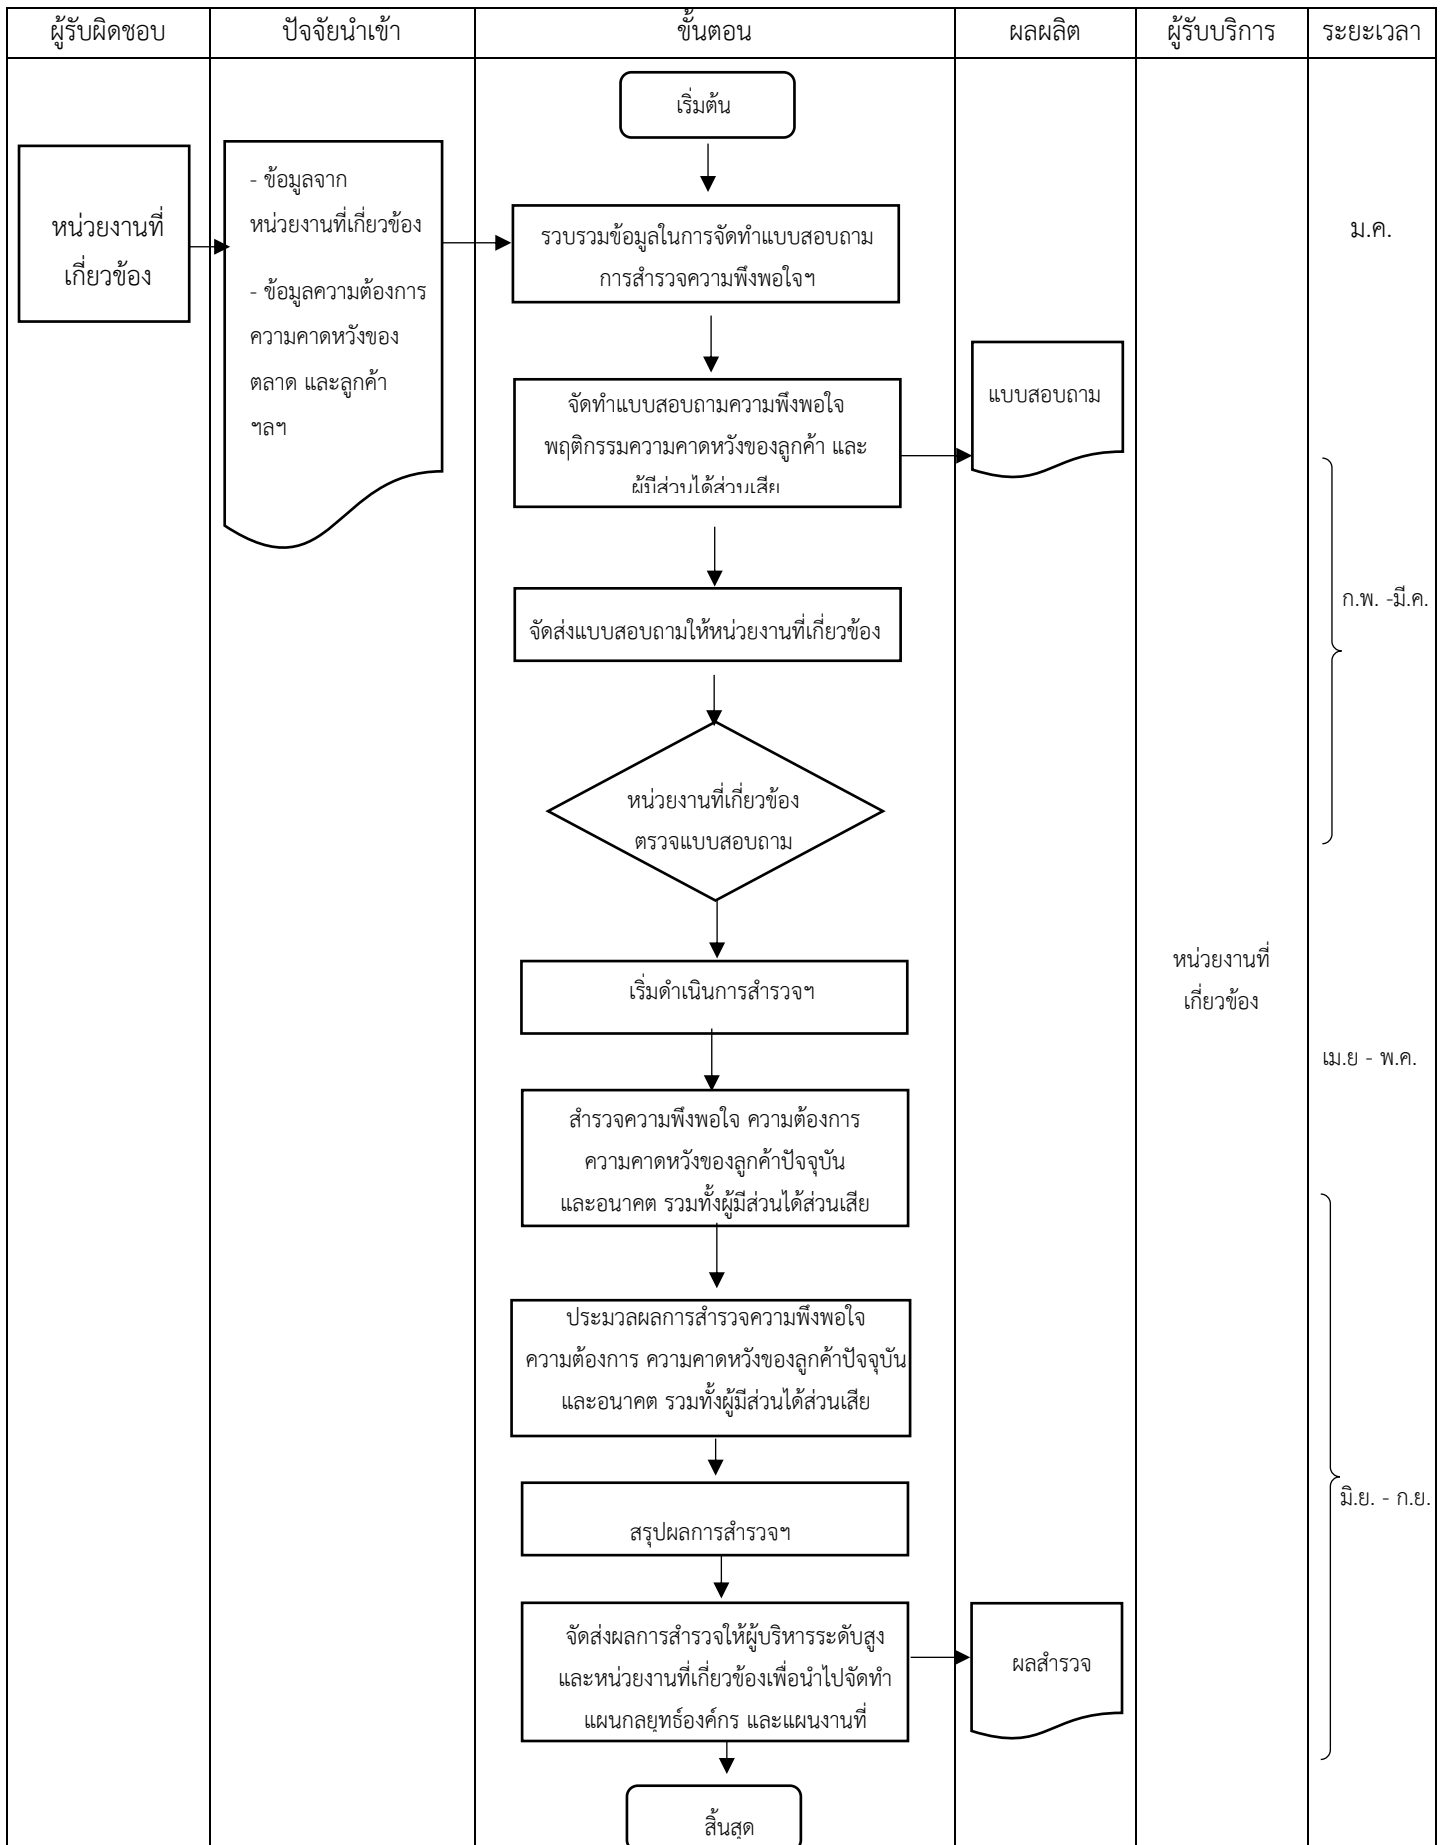 ผู้รับผิดชอบ
ปัจจัยนำเข้า
ขั้นตอน
ผลผลิต
ผู้รับบริการ
ระยะเวลา
เริ่มต้น
หน่วยงานที่
เกี่ยวข้อง
- ข้อมูลจาก
หน่วยงานที่เกี่ยวข้อง
- ข้อมูลความต้องการ
ความคาดหวังของ
ตลาด และลูกค้า
ฯลฯ
รวบรวมข้อมูลในการจัดทำแบบสอบถาม
การสำรวจความพึงพอใจฯ
ม.ค.
จัดทำแบบสอบถามความพึงพอใจ
พฤติกรรมความคาดหวังของลูกค้า และ
ผู้มีส่วนได้ส่วนเสีย
แบบสอบถาม
จัดส่งแบบสอบถามให้หน่วยงานที่เกี่ยวข้อง
ก.พ. -มี.ค.
หน่วยงานที่เกี่ยวข้อง
ตรวจแบบสอบถาม
เริ่มดำเนินการสำรวจฯ
หน่วยงานที่
เกี่ยวข้อง
เม.ย - พ.ค.
สำรวจความพึงพอใจ ความต้องการ
ความคาดหวังของลูกค้าปัจจุบัน
และอนาคต รวมทั้งผู้มีส่วนได้ส่วนเสีย
ประมวลผลการสำรวจความพึงพอใจ
ความต้องการ ความคาดหวังของลูกค้าปัจจุบัน
และอนาคต รวมทั้งผู้มีส่วนได้ส่วนเสีย
สรุปผลการสำรวจฯ
มิ.ย. - ก.ย.
จัดส่งผลการสำรวจให้ผู้บริหารระดับสูง
และหน่วยงานที่เกี่ยวข้องเพื่อนำไปจัดทำ
แผนกลยุทธ์องค์กร และแผนงานที่
ผลสำรวจ
สิ้นสุด